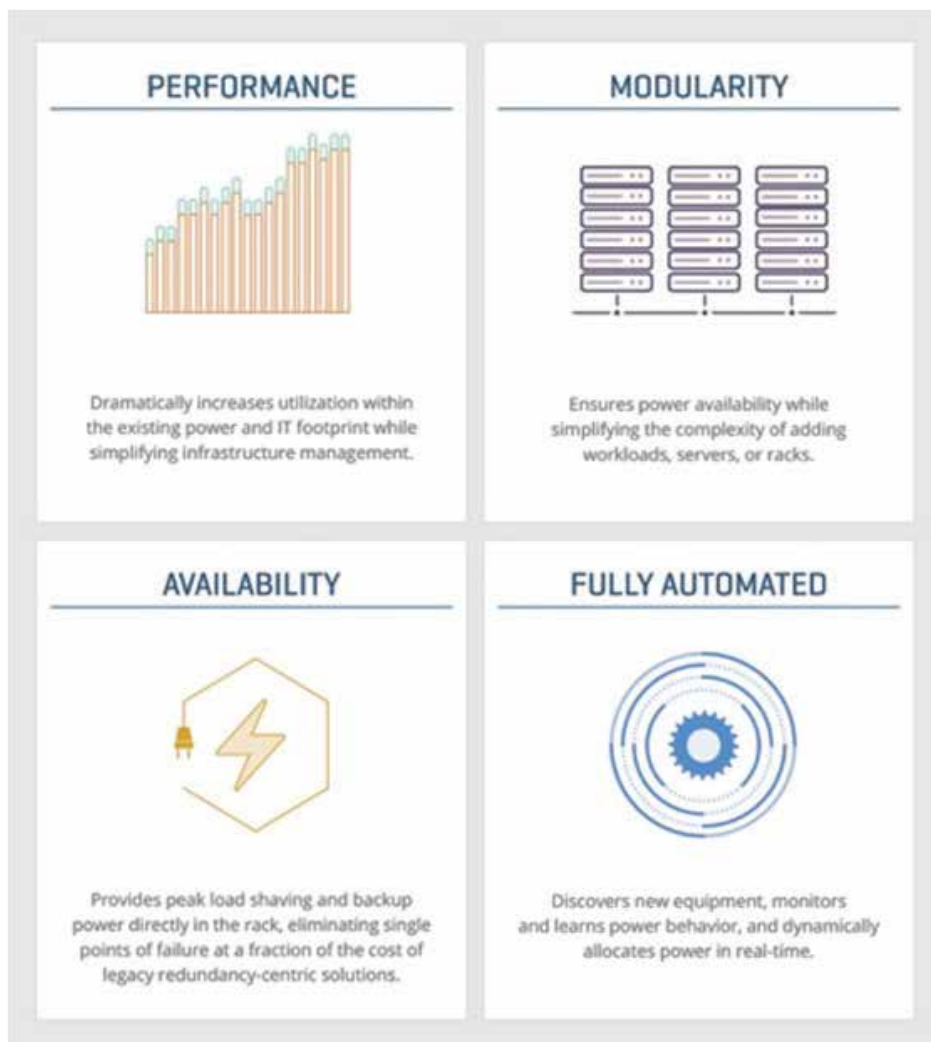 PERFORMANCE
Dramatically increases utilization within
the existing power and IT footprint while
simplifying infrastructure management.
MODULARITY
Ensures power availability while
simplifying the complexity of adding
workloads, servers, or racks.
AVAILABILITY
Provides peak load shaving and backup
power directly in the rack, eliminating single
points of failure at a fraction of the cost of
legacy redundancy-centric solutions.
FULLY AUTOMATED
Discovers new equipment, monitors
and learns power behavior, and dynamically
allocates power in real-time.